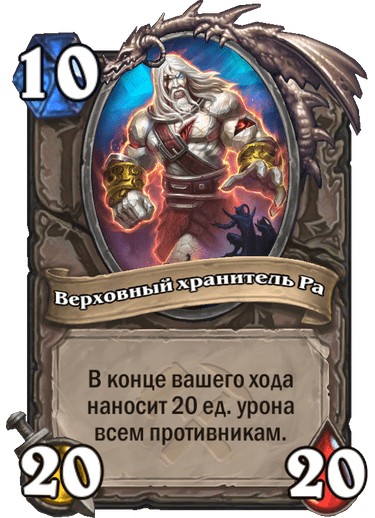 10
Верховный хранитель Ра
В конце вашего хода
наносит 20 ед. урона
всем противникам.
20
20